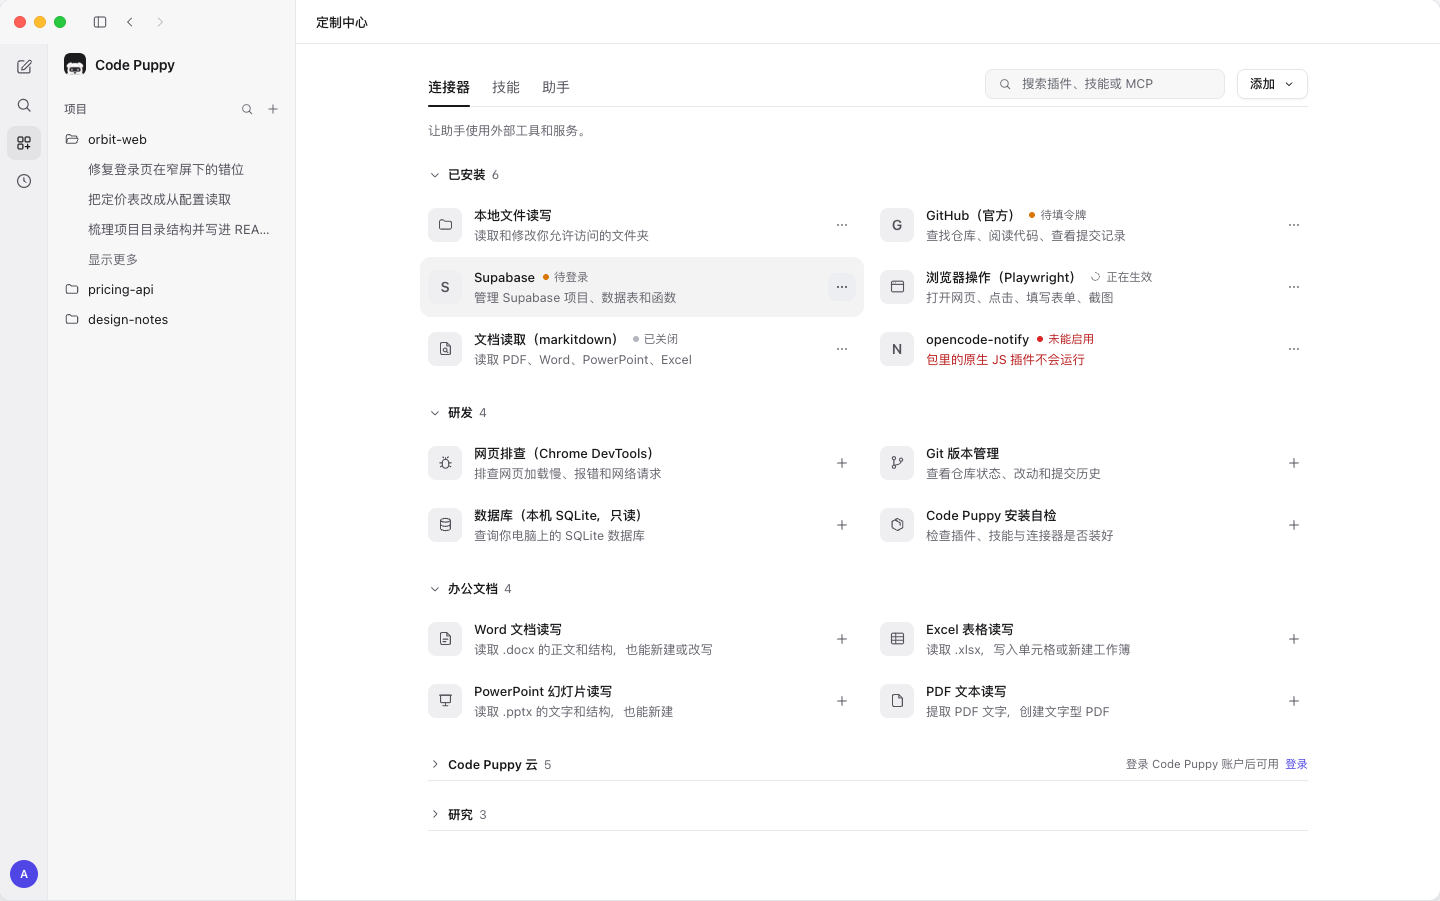 定制中心
Code Puppy
项目
orbit-web
修复登录页在窄屏下的错位
把定价表改成从配置读取
梳理项目目录结构并写进 REA...
显示更多
pricing-api
design-notes
A
连接器 技能 助手
搜索插件、技能或 MCP
添加
让助手使用外部工具和服务。
已安装 6
本地文件读写
读取和修改你允许访问的文件夹
G
GitHub（官方） 待填令牌
查找仓库、阅读代码、查看提交记录
S
Supabase 待登录
管理 Supabase 项目、数据表和函数
浏览器操作（Playwright） 正在生效
打开网页、点击、填写表单、截图
文档读取（markitdown） 已关闭
读取 PDF、Word、PowerPoint、Excel
N
opencode-notify 未能启用
包里的原生 JS 插件不会运行
研发 4
网页排查（Chrome DevTools）
排查网页加载慢、报错和网络请求
Git 版本管理
查看仓库状态、改动和提交历史
数据库（本机 SQLite，只读）
查询你电脑上的 SQLite 数据库
Code Puppy 安装自检
检查插件、技能与连接器是否装好
办公文档 4
Word 文档读写
读取 .docx 的正文和结构，也能新建或改写
Excel 表格读写
读取 .xlsx，写入单元格或新建工作簿
PowerPoint 幻灯片读写
读取 .pptx 的文字和结构，也能新建
PDF 文本读写
提取 PDF 文字，创建文字型 PDF
Code Puppy 云 5
登录 Code Puppy 账户后可用 登录
研究 3